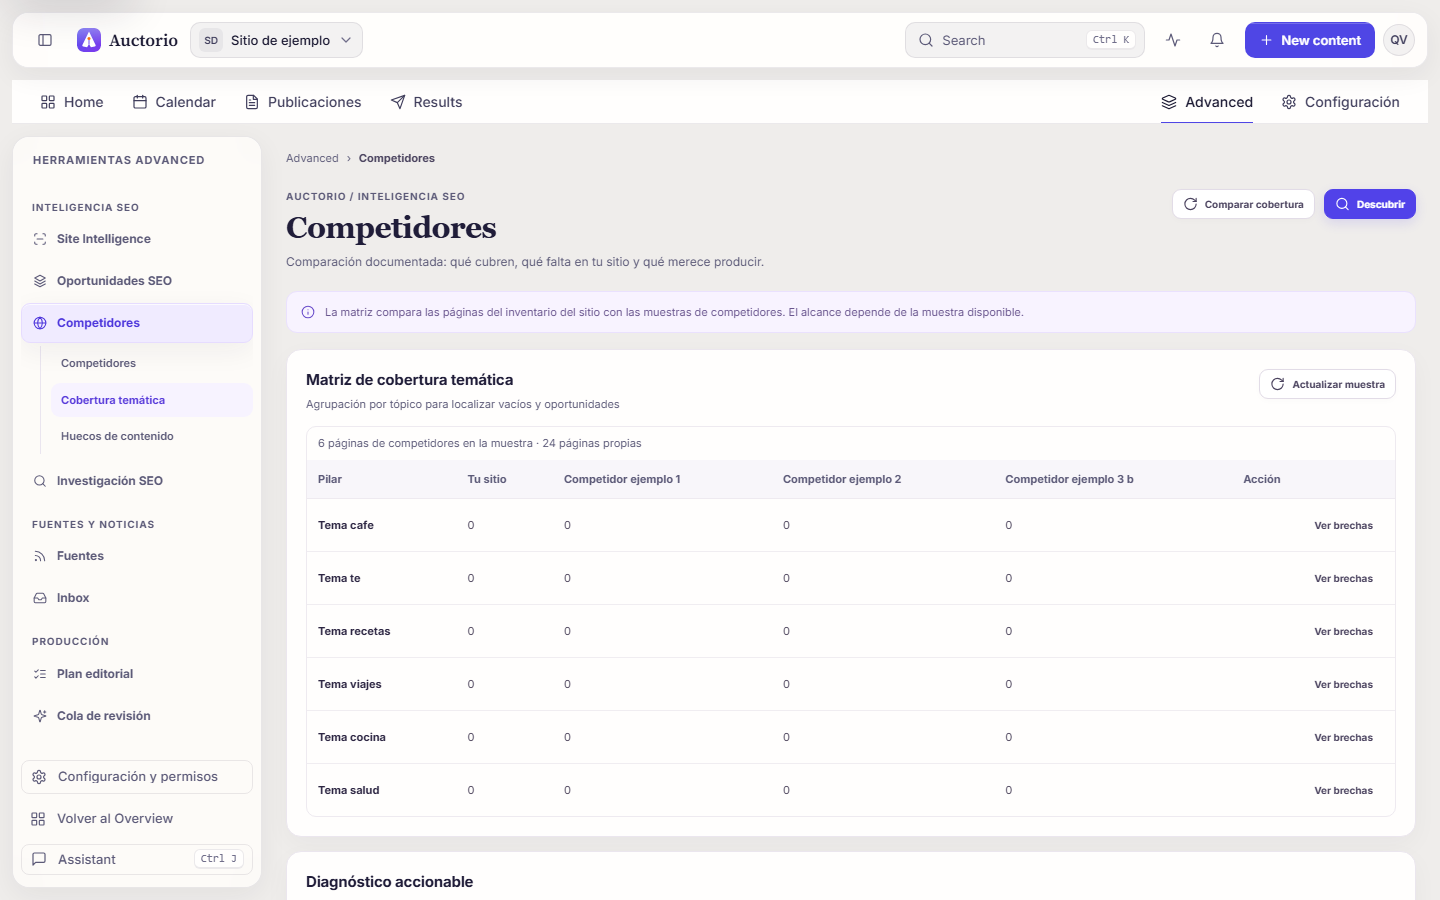 Auctorio
SD Sitio de ejemplo
Search Ctrl K
New content
QV
Home
Calendar
Publicaciones
Results
Advanced
Configuración
HERRAMIENTAS ADVANCED
INTELIGENCIA SEO
Site Intelligence
Oportunidades SEO
Competidores
Competidores
Cobertura temática
Huecos de contenido
Investigación SEO
FUENTES Y NOTICIAS
Fuentes
Inbox
PRODUCCIÓN
Plan editorial
Cola de revisión
Configuración y permisos
Volver al Overview
Assistant Ctrl J
Advanced › Competidores
AUCTORIO / INTELIGENCIA SEO
Competidores
Comparación documentada: qué cubren, qué falta en tu sitio y qué merece producir.
Comparar cobertura
Descubrir
La matriz compara las páginas del inventario del sitio con las muestras de competidores. El alcance depende de la muestra disponible.
Matriz de cobertura temática
Agrupación por tópico para localizar vacíos y oportunidades
Actualizar muestra
6 páginas de competidores en la muestra · 24 páginas propias
Pilar Tu sitio Competidor ejemplo 1 Competidor ejemplo 2 Competidor ejemplo 3 b Acción
Tema cafe 0 0 0 0 Ver brechas
Tema te 0 0 0 0 Ver brechas
Tema recetas 0 0 0 0 Ver brechas
Tema viajes 0 0 0 0 Ver brechas
Tema cocina 0 0 0 0 Ver brechas
Tema salud 0 0 0 0 Ver brechas
Diagnóstico accionable